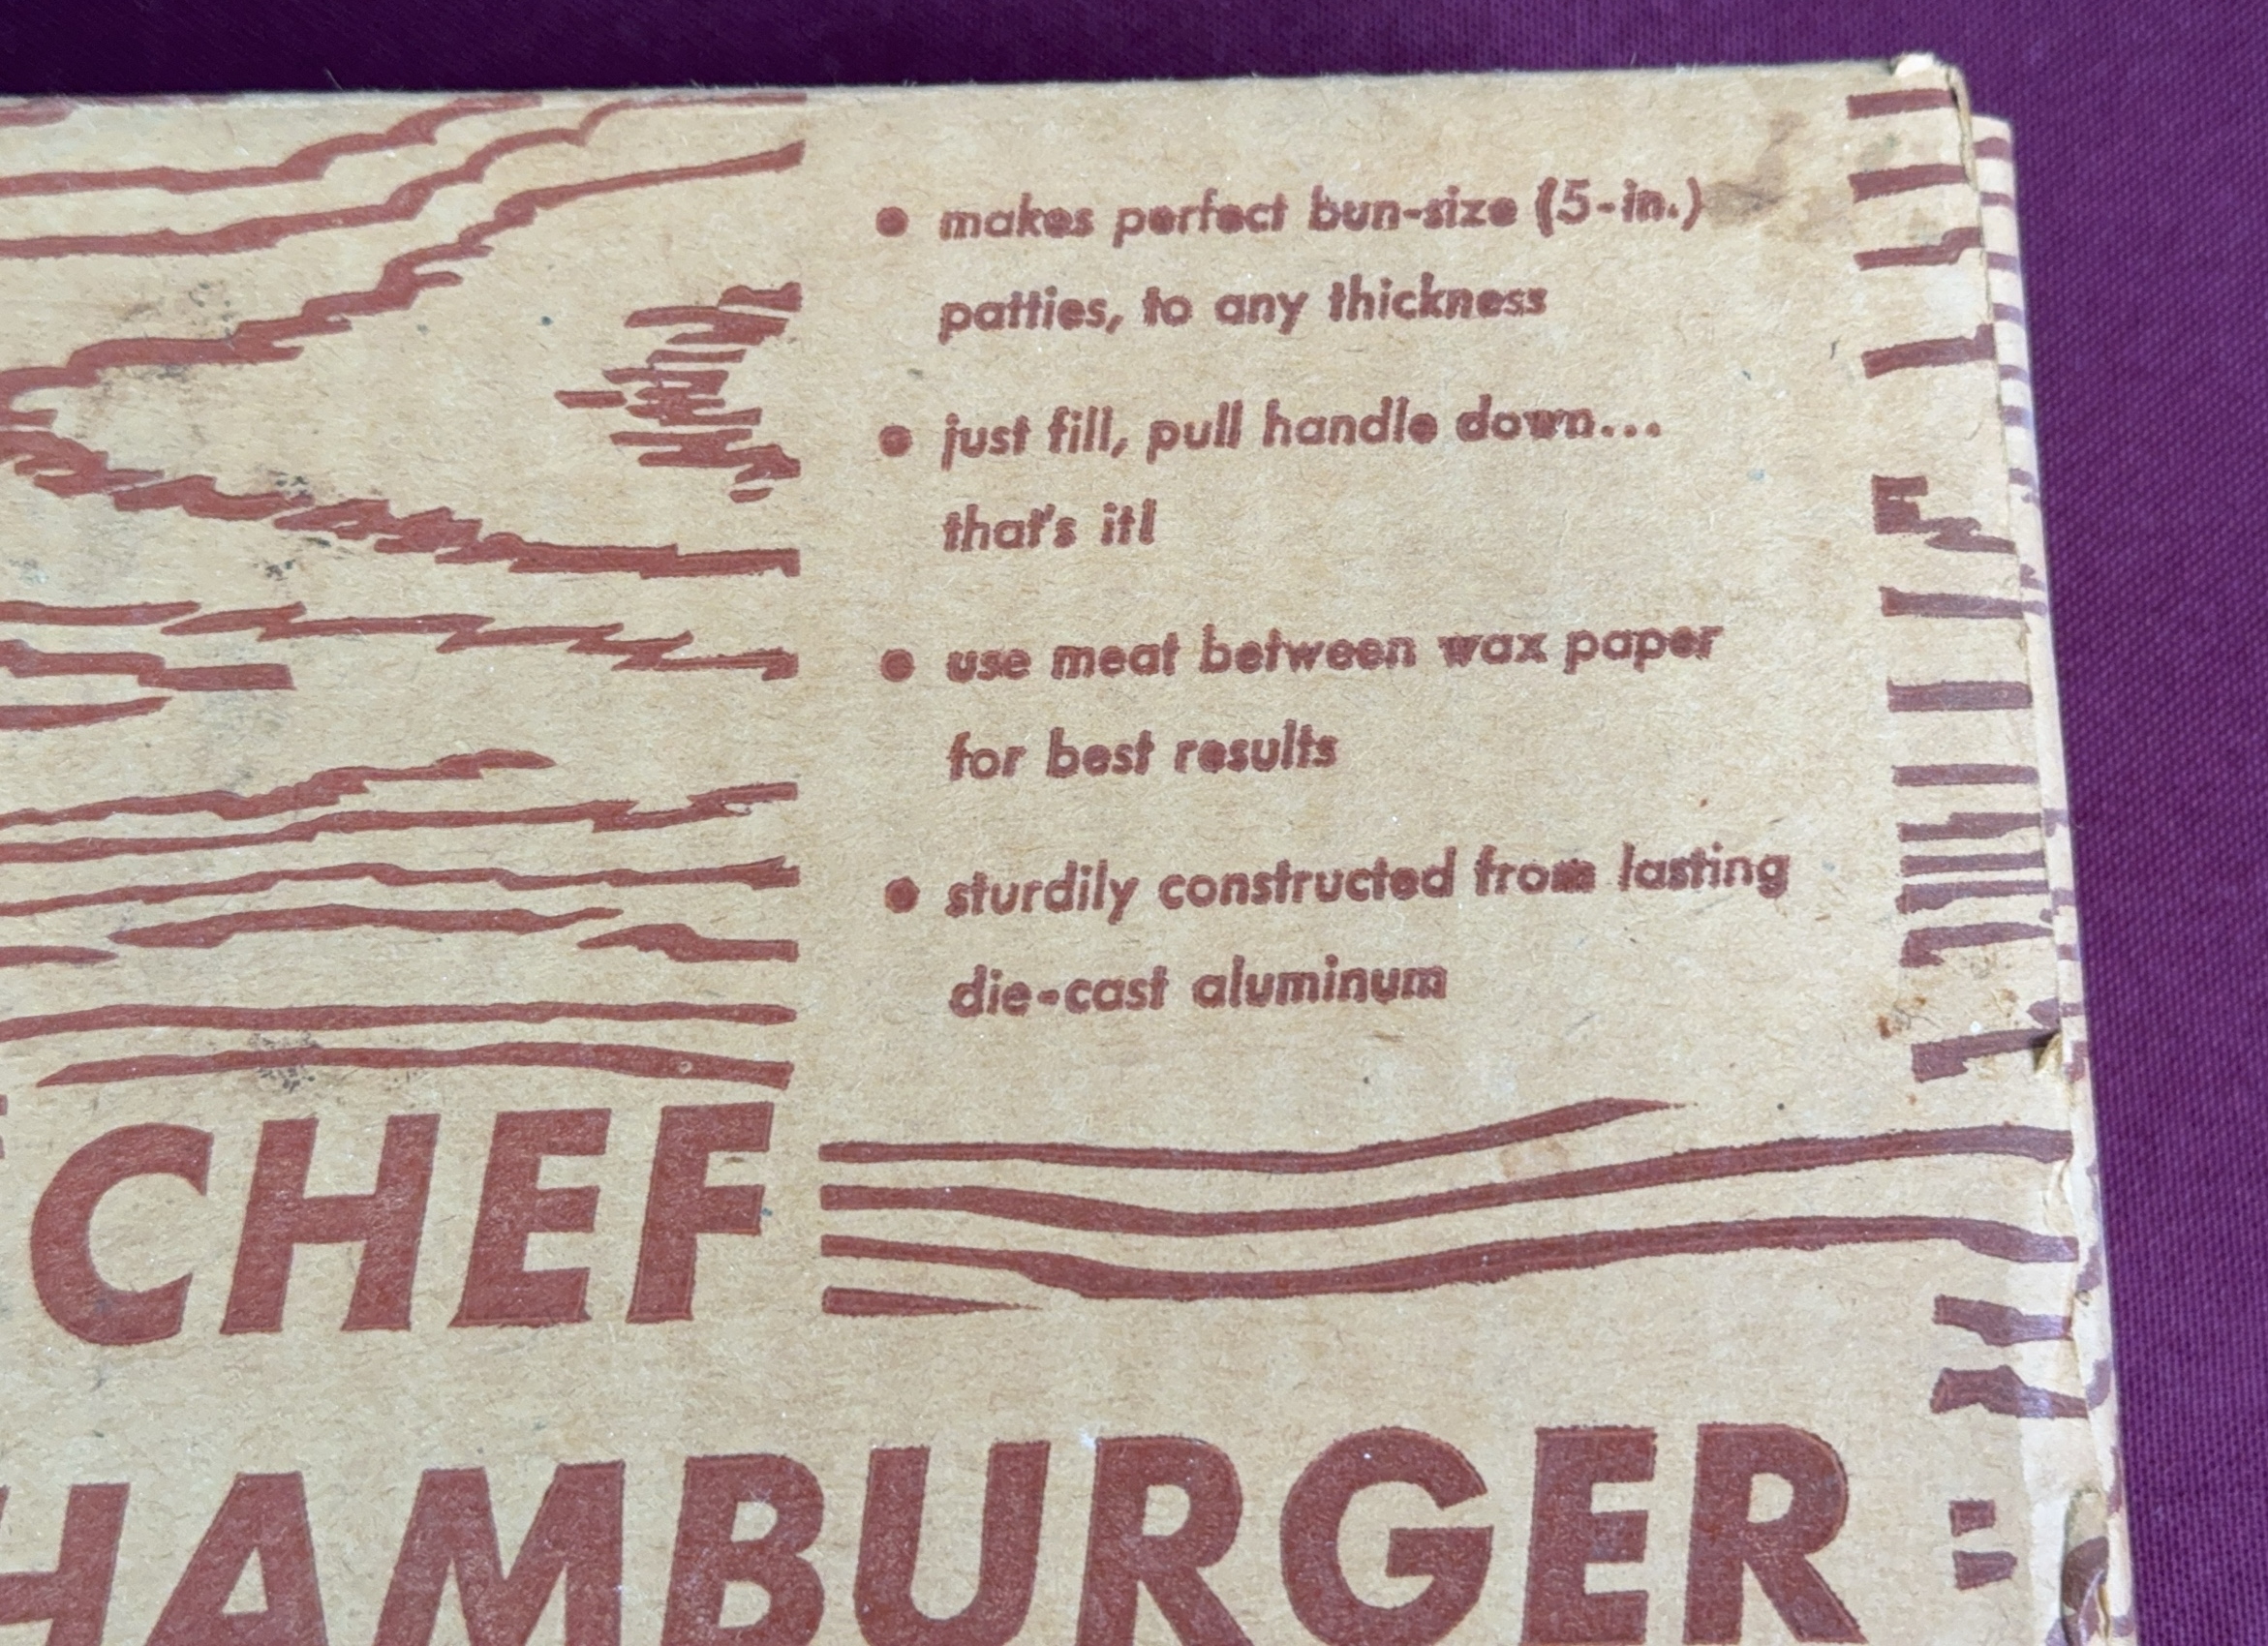 • makes perfect bun-size (5-in.)
patties, to any thickness
• just fill, pull handle down...
that's it!
• use meat between wax paper
for best results
• sturdily constructed from lasting
die-cast aluminum
CHEF
HAMBURGER